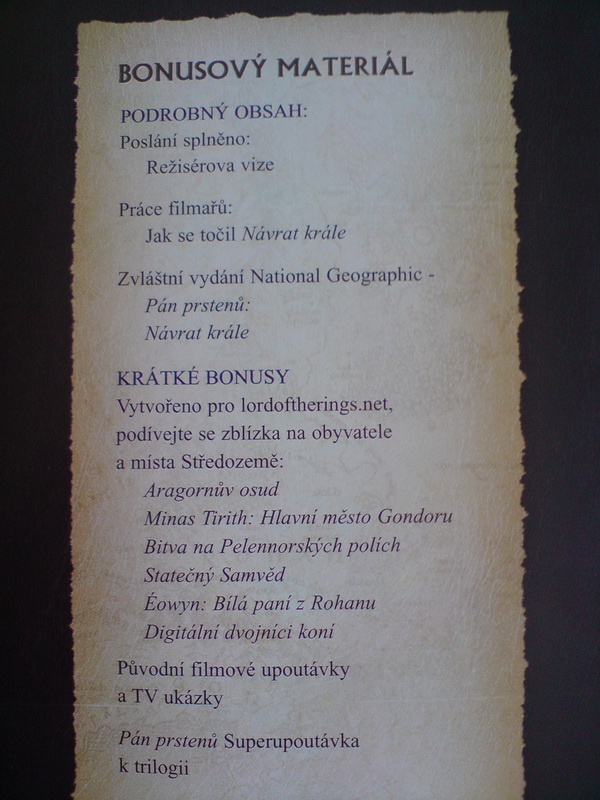 BONUSOVÝ MATERIÁL
PODROBNÝ OBSAH:
Poslání splněno:
Režisérova vize
Práce filmařů:
Jak se točil Návrat krále
Zvláštní vydání National Geographic -
Pán prstenů:
Návrat krále
KRÁTKÉ BONUSY
Vytvořeno pro lordoftherings.net,
podívejte se zblízka na obyvatele
a místa Středozemě:
Aragornův osud
Minas Tirith: Hlavní město Gondoru
Bitva na Pelennorských polích
Statečný Samvěd
Éowyn: Bílá paní z Rohanu
Digitální dvojníci koní
Původní filmové upoutávky
a TV ukázky
Pán prstenů Superupoutávka
k trilogii